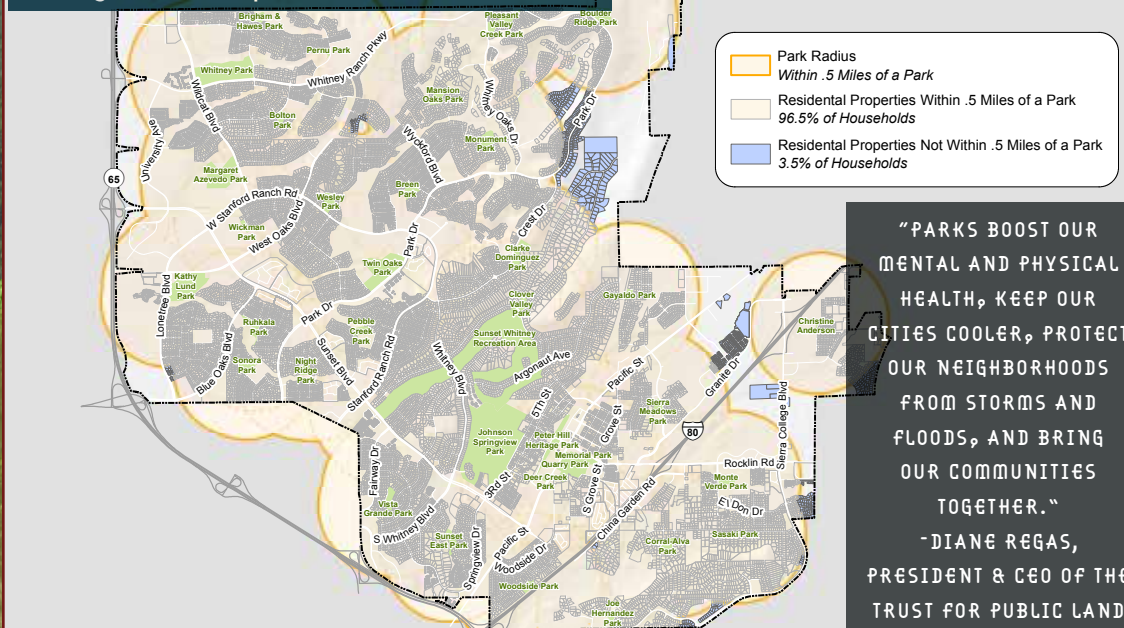 Brigham &
Hawes Park
Pleasant
Valley
Creek Park
Boulder
Ridge Park
Pernu Park
Whitney Park
Whitney Ranch Pkwy
Wildcat Blvd
Mansion
Oaks Park
Whitney Oaks Dr
Park Dr
Bolton
Park
University Ave
Wyckford Blvd
Monument
Park
65
Margaret
Azevedo Park
W Stanford Ranch Rd
Wesley
Park
Breen
Park
West Oaks Blvd
Wickman
Park
Crest Dr
Park Dr
Clarke
Dominguez
Park
Twin Oaks
Park
Kathy
Lund
Park
Lonetree Blvd
Clover
Valley
Park
Gayaldo Park
Park Dr
Ruhkala
Park
Pebble
Creek
Park
Sunset Whitney
Recreation Area
Christine
Anderson
Sunset Blvd
Stanford Ranch Rd
Whitney Blvd
Argonaut Ave
Sonora
Park
Night
Ridge
Park
Blue Oaks Blvd
Pacific St
Granite Dr
Sierra College Blvd
5Th St
Sierra
Meadows
Park
Grove St
80
Johnson
Springview
Park
Peter Hill
Heritage Park
Memorial Park
Quarry Park
Rocklin Rd
Fairway Dr
3Rd St
Deer Creek
Park
S Grove St
Monte
Verde Park
Vista
Grande Park
China Garden Rd
El Don Dr
S Whitney Blvd
Sunset
East Park
Springview Dr
Pacific St
Woodside Dr
Corral-Alva
Park
Sasaki Park
Woodside Park
Joe
Hernandez
Park
Park Radius
Within .5 Miles of a Park
Residental Properties Within .5 Miles of a Park
96.5% of Households
Residental Properties Not Within .5 Miles of a Park
3.5% of Households
"PARKS BOOST OUR
MENTAL AND PHYSICAL
HEALTH, KEEP OUR
CITIES COOLER, PROTECT
OUR NEIGHBORHOODS
FROM STORMS AND
FLOODS, AND BRING
OUR COMMUNITIES
TOGETHER."
-DIANE REGAS,
PRESIDENT & CEO OF THE
TRUST FOR PUBLIC LAND